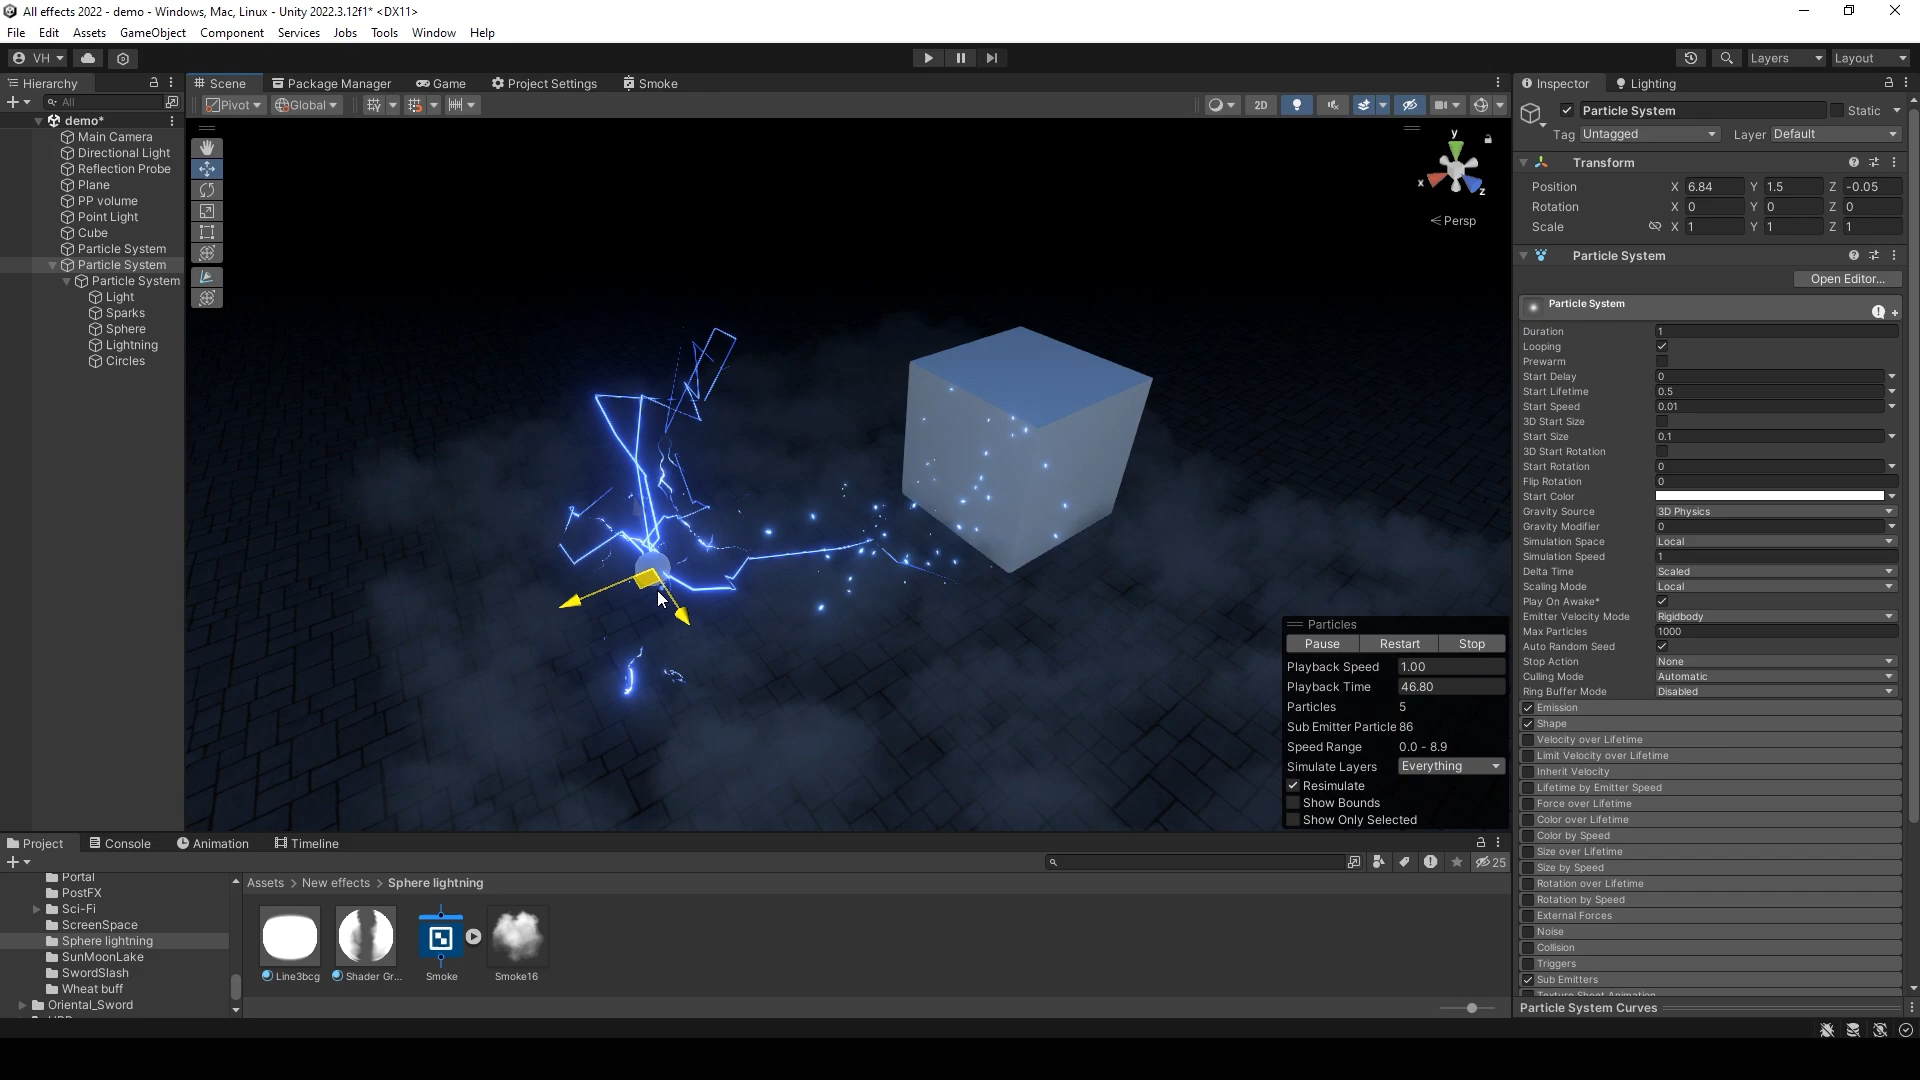 All effects 2022 - demo - Windows, Mac, Linux - Unity 2022.3.12f1* <DX11>
File Edit Assets GameObject Component Services Jobs Tools Window Help
VH Layers Layout
Hierarchy
Scene Package Manager Game Project Settings Smoke
Inspector Lighting
All
Pivot Global 2D
demo*
Main Camera
Directional Light
Reflection Probe
Plane
PP volume
Point Light
Cube
Particle System
Particle System
Particle System
Light
Sparks
Sphere
Lightning
Circles
y
x
z
Persp
Particles
Pause Restart Stop
Playback Speed 1.00
Playback Time 46.80
Particles 5
Sub Emitter Particle 86
Speed Range 0.0 - 8.9
Simulate Layers Everything
Resimulate
Show Bounds
Show Only Selected
Particle System Static
Tag Untagged Layer Default
Transform
Position X 6.84 Y 1.5 Z -0.05
Rotation X 0 Y 0 Z 0
Scale X 1 Y 1 Z 1
Particle System
Open Editor...
Particle System
Duration 1
Looping
Prewarm
Start Delay 0
Start Lifetime 0.5
Start Speed 0.01
3D Start Size
Start Size 0.1
3D Start Rotation
Start Rotation 0
Flip Rotation 0
Start Color
Gravity Source 3D Physics
Gravity Modifier 0
Simulation Space Local
Simulation Speed 1
Delta Time Scaled
Scaling Mode Local
Play On Awake*
Emitter Velocity Mode Rigidbody
Max Particles 1000
Auto Random Seed
Stop Action None
Culling Mode Automatic
Ring Buffer Mode Disabled
Emission
Shape
Velocity over Lifetime
Limit Velocity over Lifetime
Inherit Velocity
Lifetime by Emitter Speed
Force over Lifetime
Color over Lifetime
Color by Speed
Size over Lifetime
Size by Speed
Rotation over Lifetime
Rotation by Speed
External Forces
Noise
Collision
Triggers
Sub Emitters
Texture Sheet Animation
Particle System Curves
Project Console Animation Timeline
25
Portal
PostFX
Sci-Fi
ScreenSpace
Sphere lightning
SunMoonLake
SwordSlash
Wheat buff
Oriental_Sword
Assets > New effects > Sphere lightning
Line3bcg Shader Gr... Smoke Smoke16